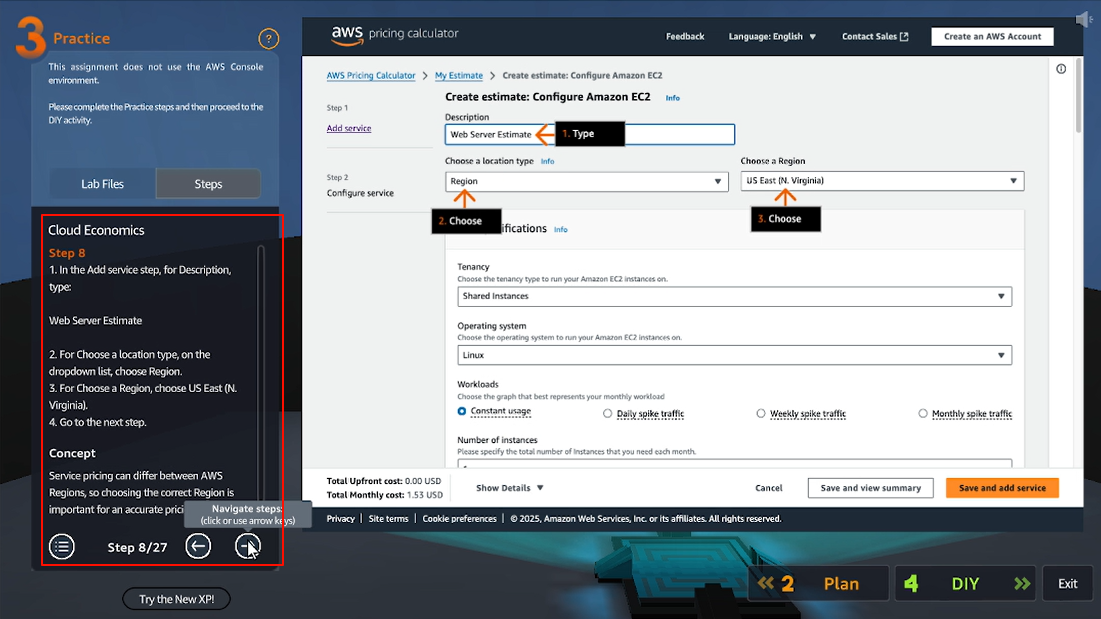 3 Practice
?
This assignment does not use the AWS Console
environment.
Please complete the Practice steps and then proceed to the
DIY activity.
Lab Files
Steps
Cloud Economics
Step 8
1. In the Add service step, for Description,
type:
Web Server Estimate
2. For Choose a location type, on the
dropdown list, choose Region.
3. For Choose a Region, choose US East (N.
Virginia).
4. Go to the next step.
Concept
Service pricing can differ between AWS
Regions, so choosing the correct Region is
important for an accurate
Navigate steps
(click or use arrow keys)
Step 8/27
Try the New XP!
aws pricing calculator
Feedback
Language: English
Contact Sales
Create an AWS Account
AWS Pricing Calculator > My Estimate > Create estimate: Configure Amazon EC2
Step 1
Add service
Step 2
Configure service
Create estimate: Configure Amazon EC2 Info
Description
Web Server Estimate
1. Type
Choose a location type Info
Region
2. Choose
Choose a Region
US East (N. Virginia)
3. Choose
Info
Tenancy
Choose the tenancy type to run your Amazon EC2 instances on.
Shared Instances
Operating system
Choose the operating system to run your Amazon EC2 instances on.
Linux
Workloads
Choose the graph that best represents your monthly workload
Constant usage
Daily spike traffic
Weekly spike traffic
Monthly spike traffic
Number of instances
Please specify the total number of Instances that you need each month.
Total Upfront cost: 0.00 USD
Total Monthly cost: 1.53 USD
Show Details
Cancel
Save and view summary
Save and add service
Privacy | Site terms | Cookie preferences | © 2025, Amazon Web Services, Inc. or its affiliates. All rights reserved.
2 Plan
4 DIY
Exit